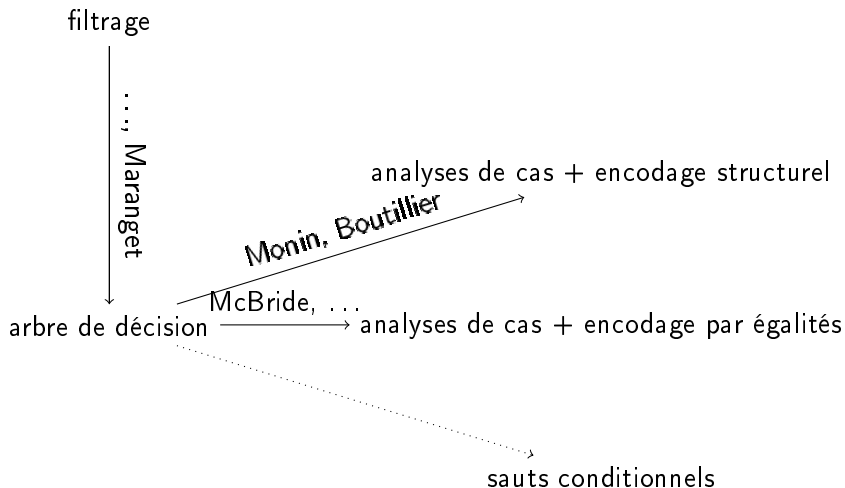 filtrage
..., Maranget
analyses de cas + encodage structurel
Monin, Boutillier
McBride, ...
arbre de décision
analyses de cas + encodage par égalités
sauts conditionnels